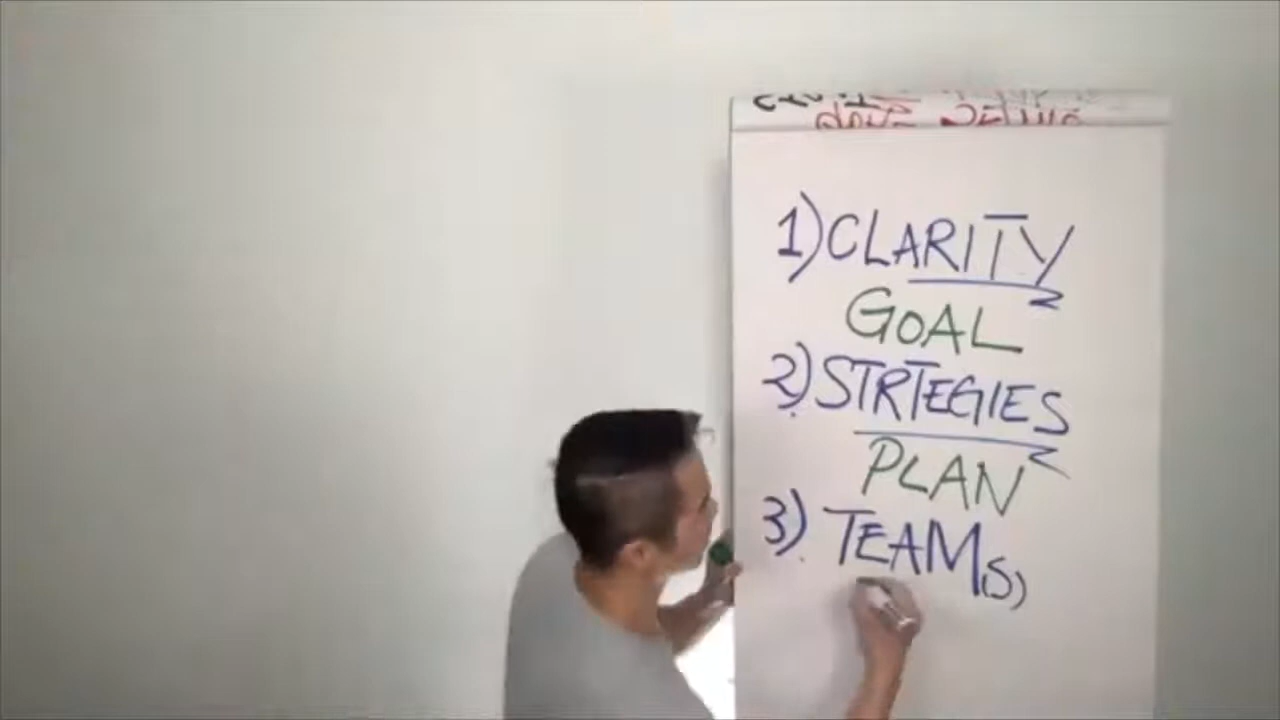 1) CLARITY
GOAL
2) STRTEGIES
PLAN
3) TEAM(S)